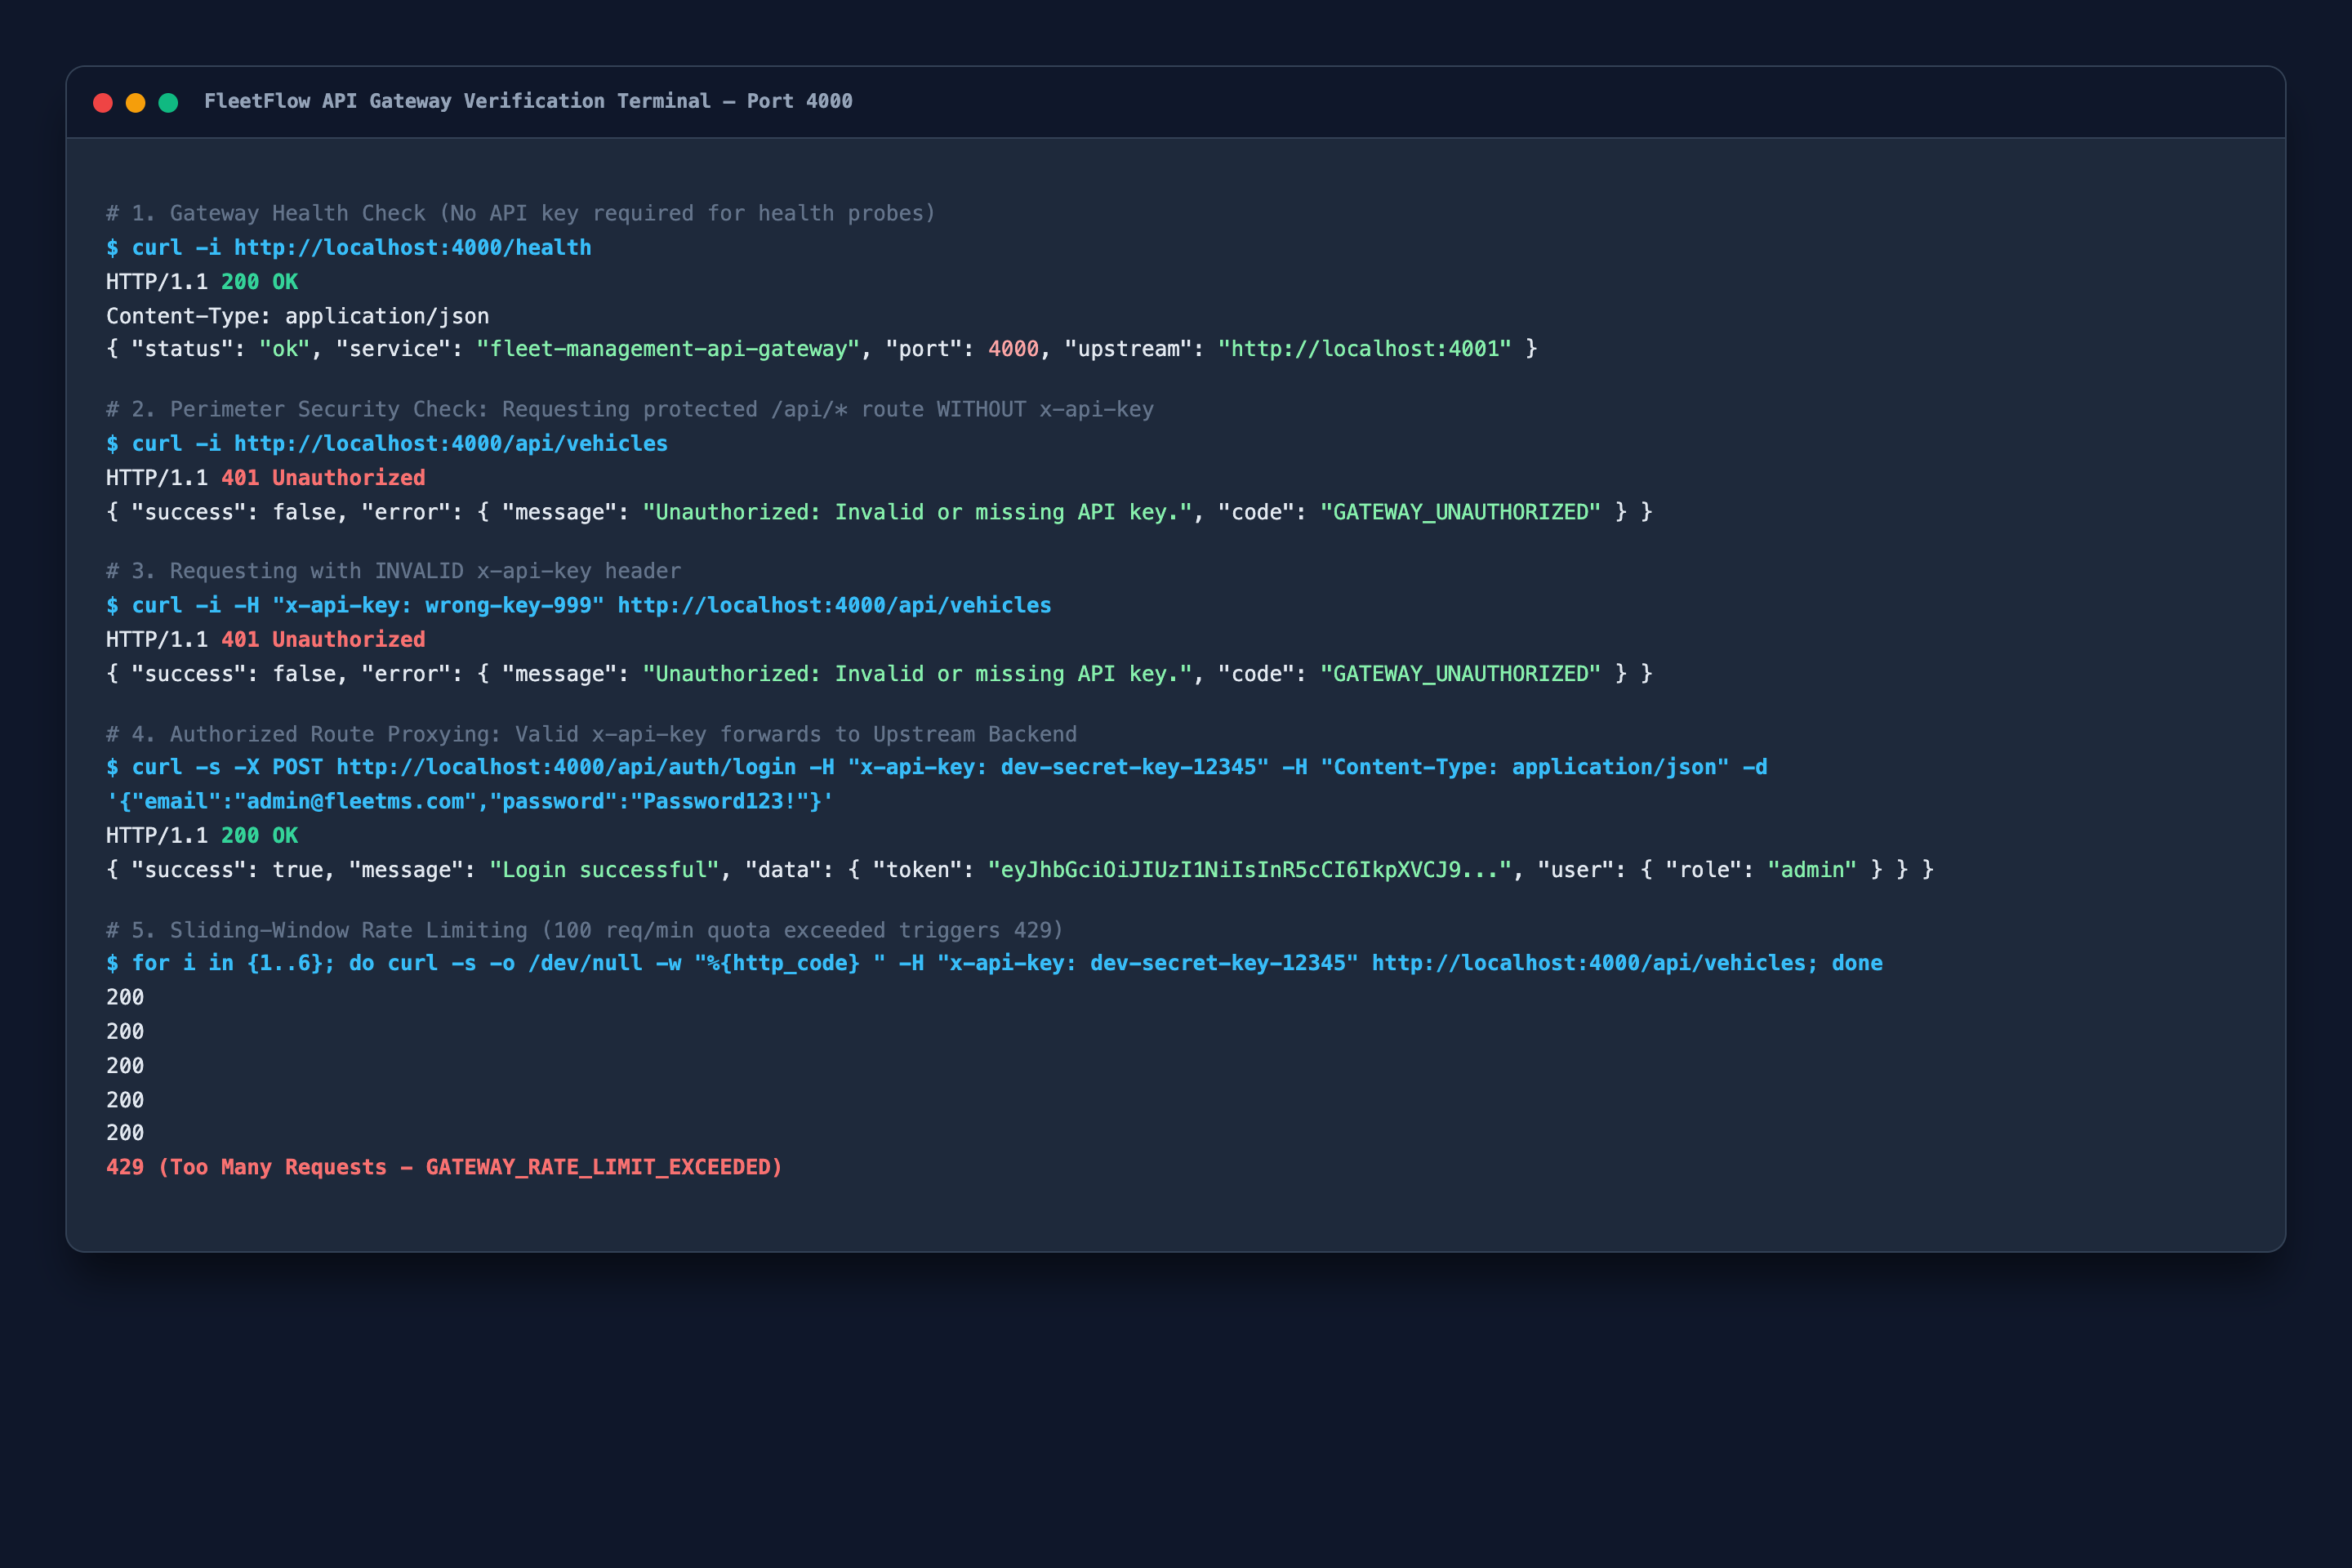 FleetFlow API Gateway Verification Terminal — Port 4000
# 1. Gateway Health Check (No API key required for health probes)
$ curl -i http://localhost:4000/health
HTTP/1.1 200 OK
Content-Type: application/json
{ "status": "ok", "service": "fleet-management-api-gateway", "port": 4000, "upstream": "http://localhost:4001" }
# 2. Perimeter Security Check: Requesting protected /api/* route WITHOUT x-api-key
$ curl -i http://localhost:4000/api/vehicles
HTTP/1.1 401 Unauthorized
{ "success": false, "error": { "message": "Unauthorized: Invalid or missing API key.", "code": "GATEWAY_UNAUTHORIZED" } }
# 3. Requesting with INVALID x-api-key header
$ curl -i -H "x-api-key: wrong-key-999" http://localhost:4000/api/vehicles
HTTP/1.1 401 Unauthorized
{ "success": false, "error": { "message": "Unauthorized: Invalid or missing API key.", "code": "GATEWAY_UNAUTHORIZED" } }
# 4. Authorized Route Proxying: Valid x-api-key forwards to Upstream Backend
$ curl -s -X POST http://localhost:4000/api/auth/login -H "x-api-key: dev-secret-key-12345" -H "Content-Type: application/json" -d
'{"email":"admin@fleetms.com","password":"Password123!"}'
HTTP/1.1 200 OK
{ "success": true, "message": "Login successful", "data": { "token": "eyJhbGciOiJIUzI1NiIsInR5cCI6IkpXVCJ9...", "user": { "role": "admin" } } }
# 5. Sliding-Window Rate Limiting (100 req/min quota exceeded triggers 429)
$ for i in {1..6}; do curl -s -o /dev/null -w "%{http_code} " -H "x-api-key: dev-secret-key-12345" http://localhost:4000/api/vehicles; done
200
200
200
200
200
429 (Too Many Requests - GATEWAY_RATE_LIMIT_EXCEEDED)